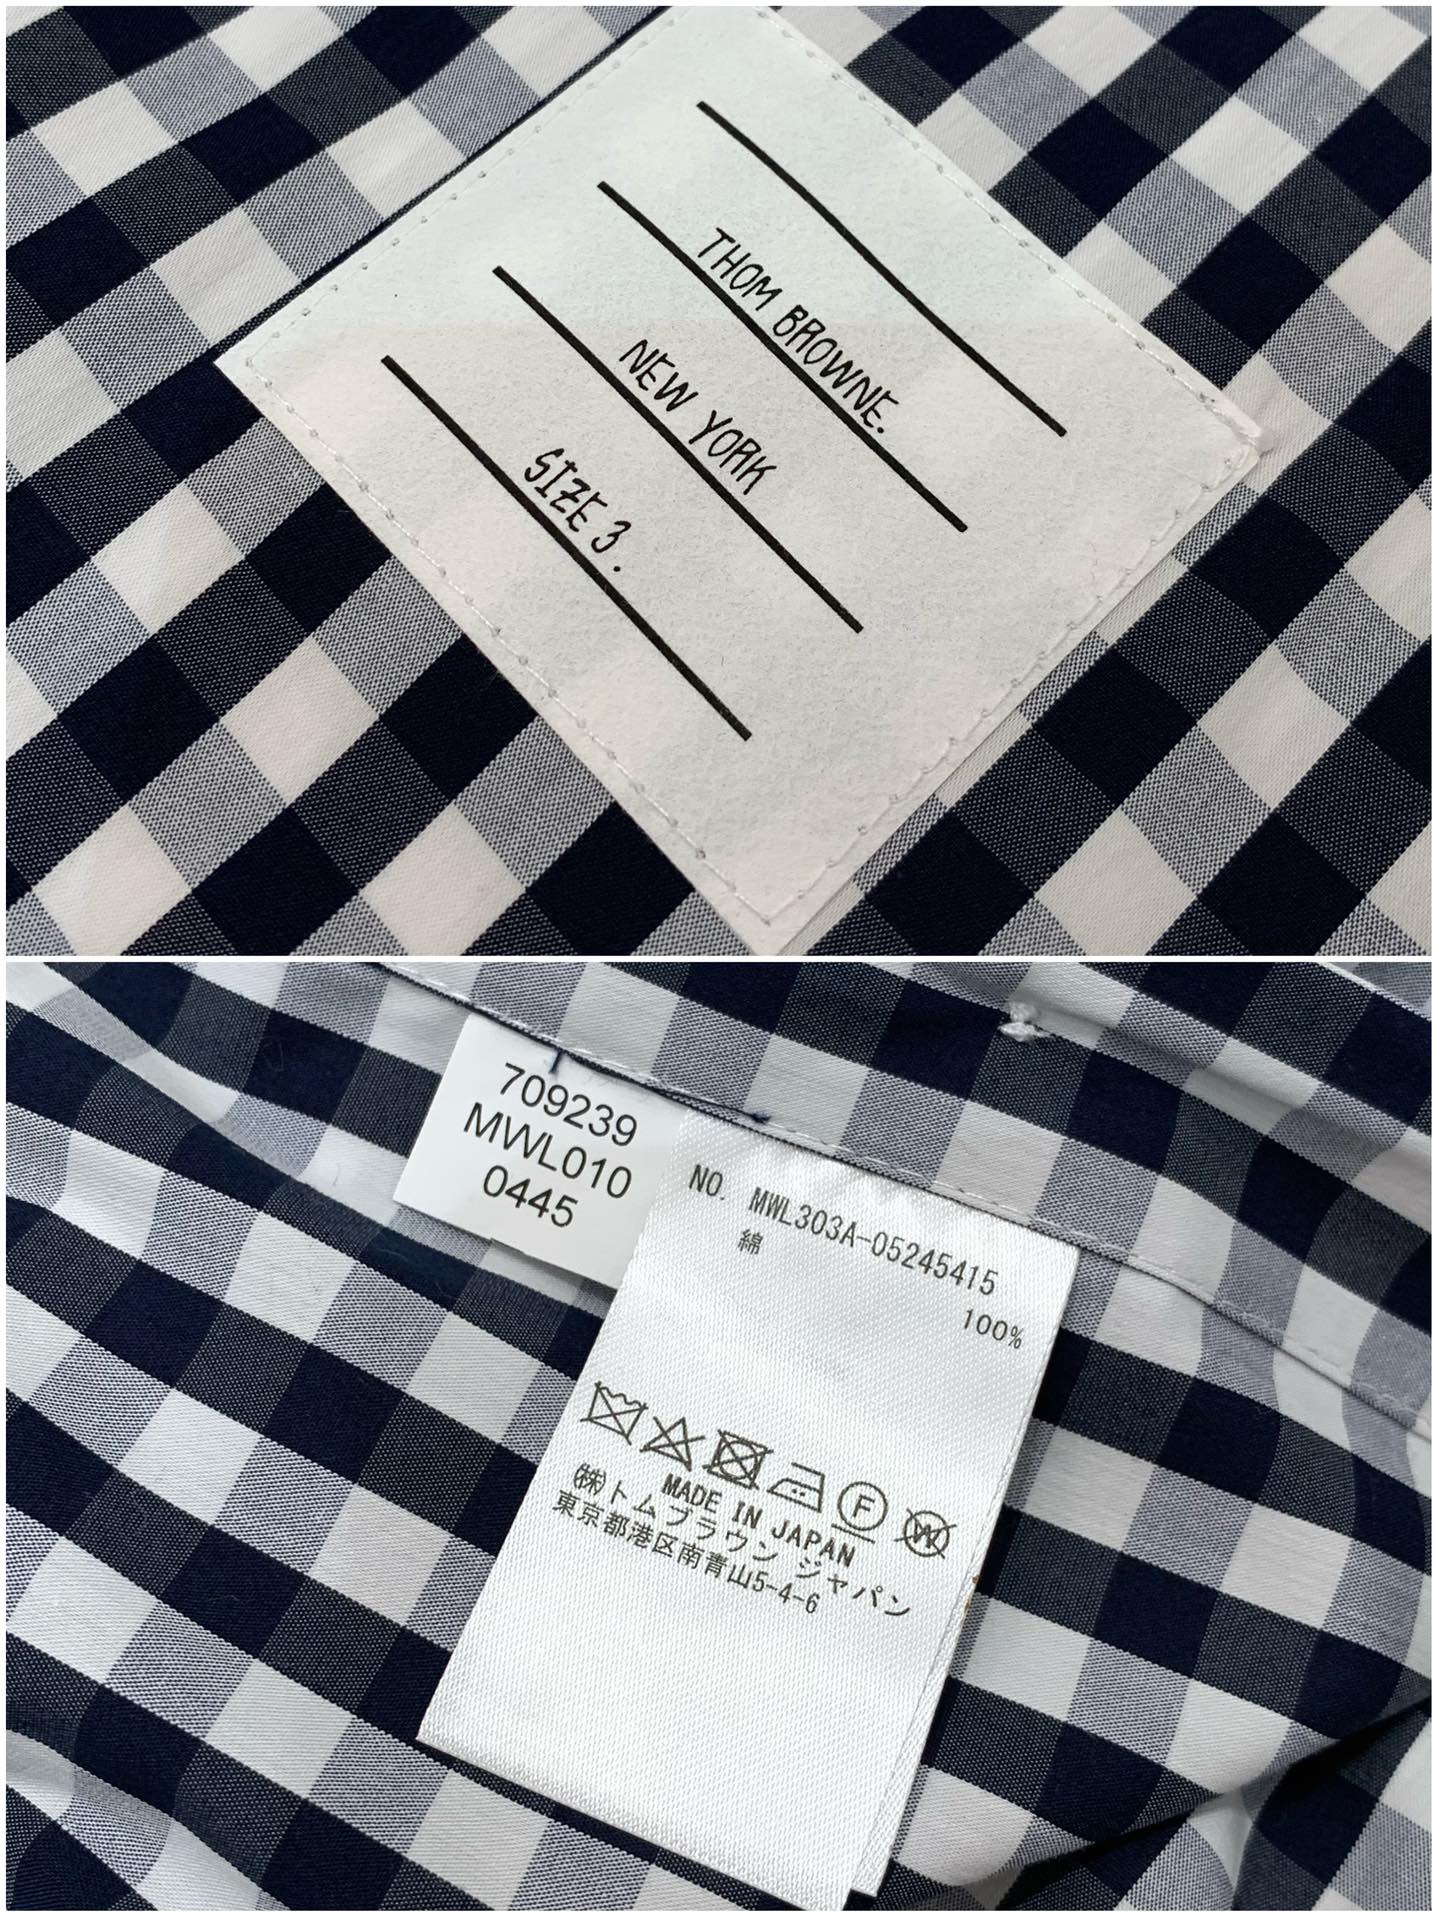 THOM BROWNE.
NEW YORK
SIZE 3.
709239
MWL010
0445
NO. MWL303A-05245415
綿
100%
F W
MADE IN JAPAN
㈱トムブラウン ジャパン
東京都港区南青山5-4-6